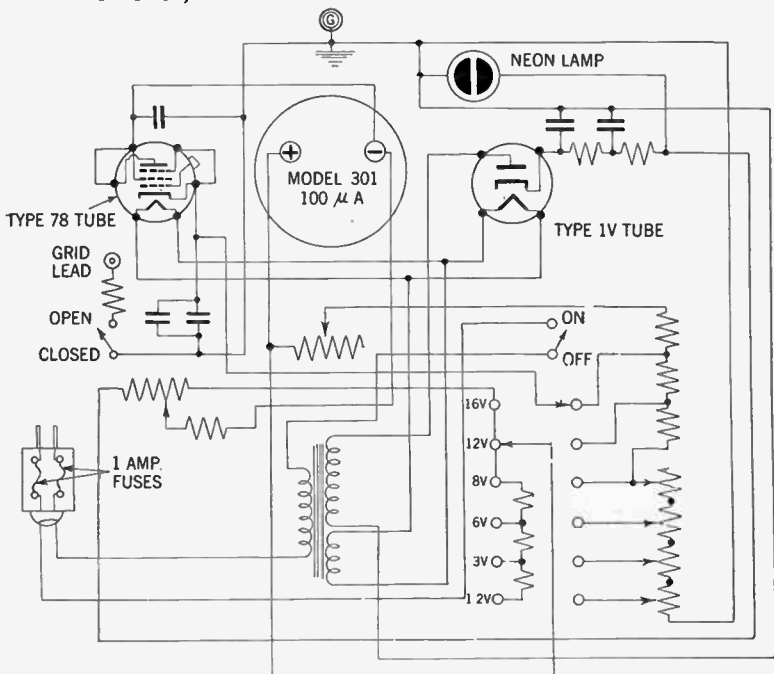 G
NEON LAMP
+
−
MODEL 301
100 μ A
TYPE 78 TUBE
TYPE 1V TUBE
GRID
LEAD
OPEN
CLOSED
ON
OFF
16V
12V
8V
6V
3V
1 2V
1 AMP.
FUSES